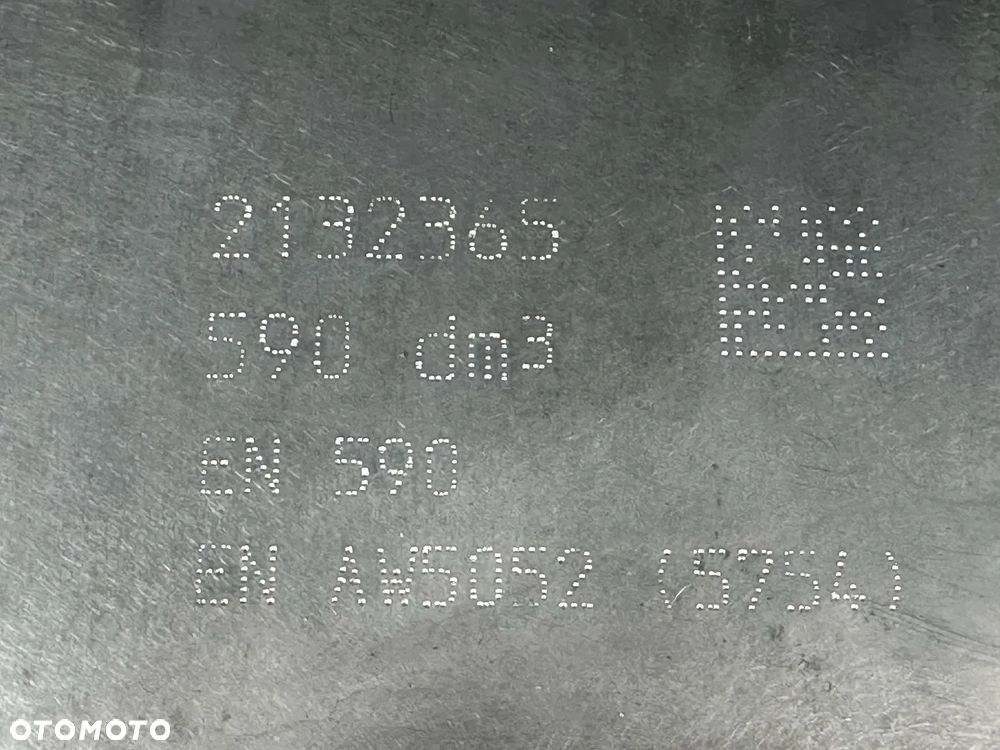 2132365
590 dm3
EN 590
EN AW5052 (5754)
OTOMOTO